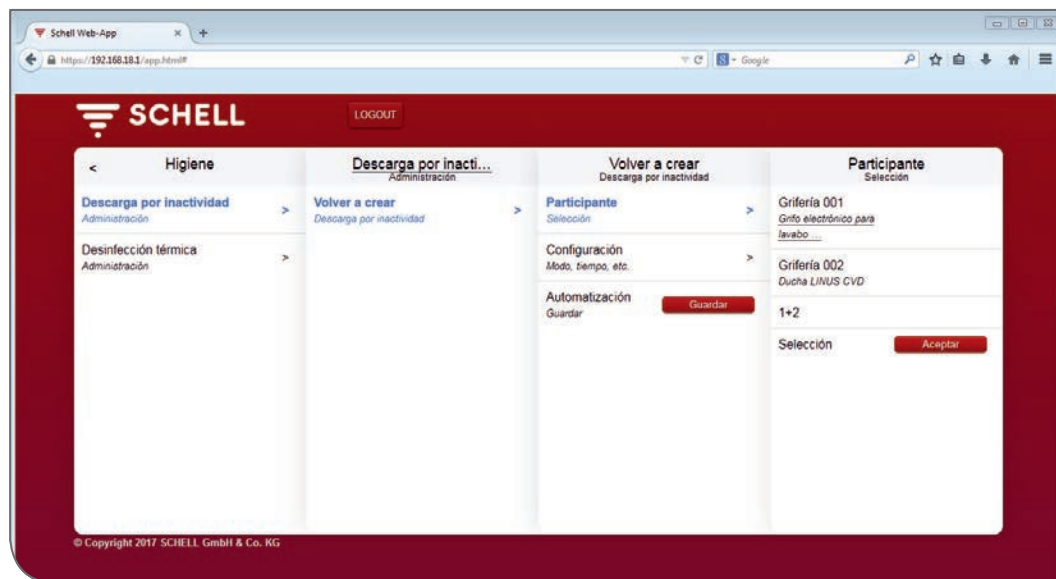 Schell Web-App
https://192.168.18.1/app.html#
Google
SCHELL
LOGOUT
< Higiene
Descarga por inactividad >
Administración
Desinfección térmica >
Administración
Descarga por inacti...
Administración
Volver a crear >
Descarga por inactividad
Volver a crear
Descarga por inactividad
Participante >
Selección
Configuración >
Modo, tiempo, etc.
Automatización
Guardar
Guardar
Participante
Selección
Grifería 001
Grifo electrónico para
lavabo ...
Grifería 002
Ducha LINUS CVD
1+2
Selección
Aceptar
© Copyright 2017 SCHELL GmbH & Co. KG